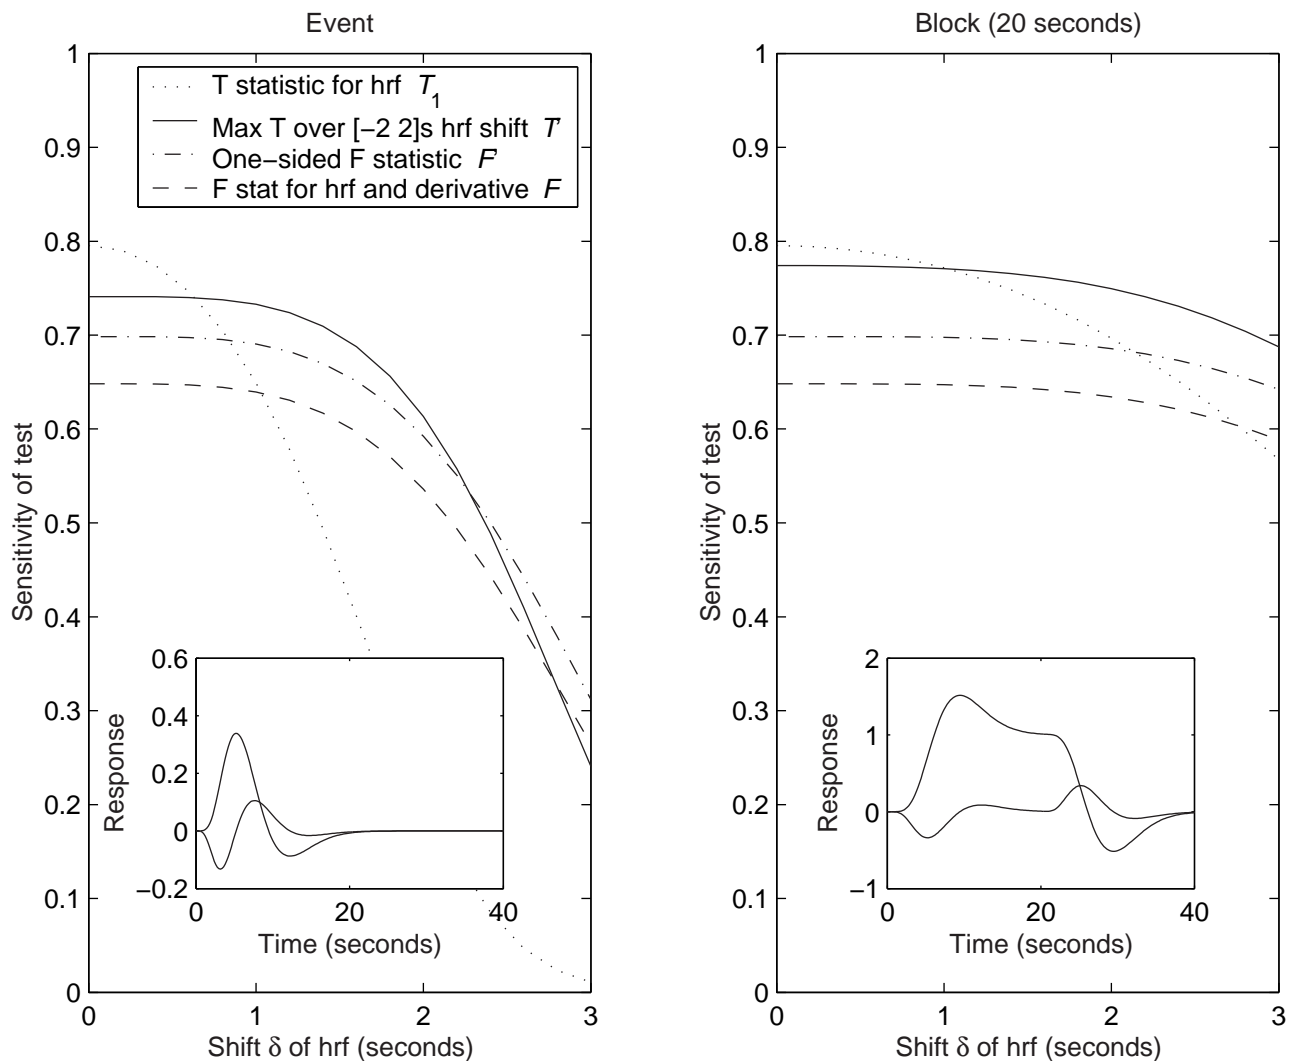 Event
1
0.9
0.8
0.7
0.6
0.5
0.4
0.3
0.2
0.1
0
0 1 2 3
Sensitivity of test
Shift δ of hrf (seconds)
T statistic for hrf T1
Max T over [−2 2]s hrf shift T'
One−sided F statistic F'
F stat for hrf and derivative F
0.6
0.4
0.2
0
−0.2
0 20 40
Response
Time (seconds)
Block (20 seconds)
1
0.9
0.8
0.7
0.6
0.5
0.4
0.3
0.2
0.1
0
0 1 2 3
Sensitivity of test
Shift δ of hrf (seconds)
2
1
0
−1
0 20 40
Response
Time (seconds)